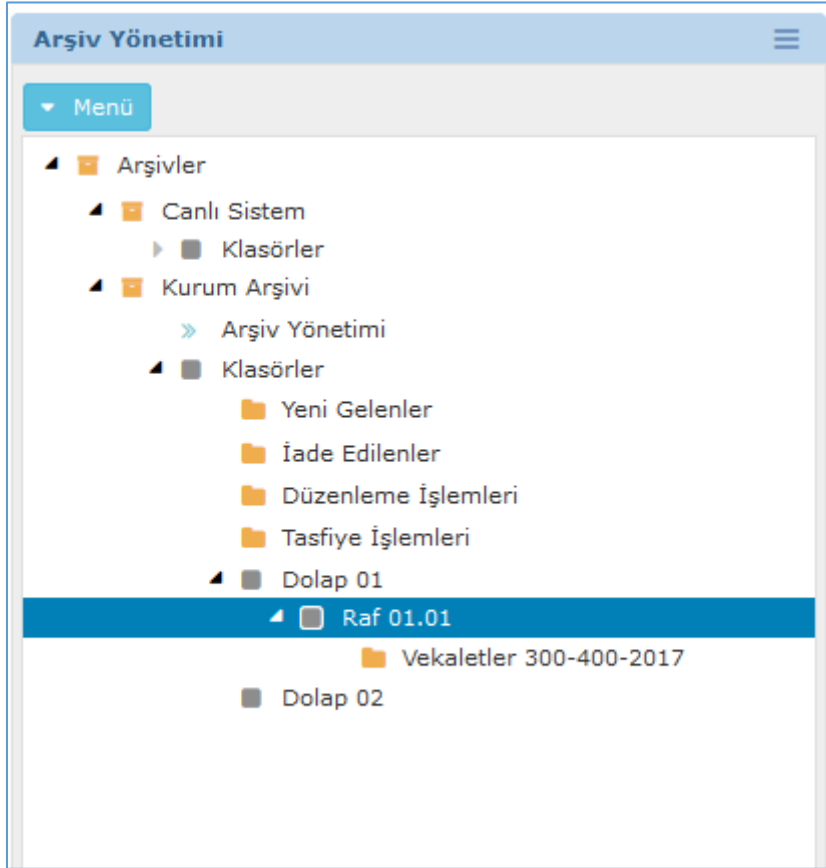 Arşiv Yönetimi
Menü
Arşivler
Canlı Sistem
Klasörler
Kurum Arşivi
Arşiv Yönetimi
Klasörler
Yeni Gelenler
İade Edilenler
Düzenleme İşlemleri
Tasfiye İşlemleri
Dolap 01
Raf 01.01
Vekaletler 300-400-2017
Dolap 02